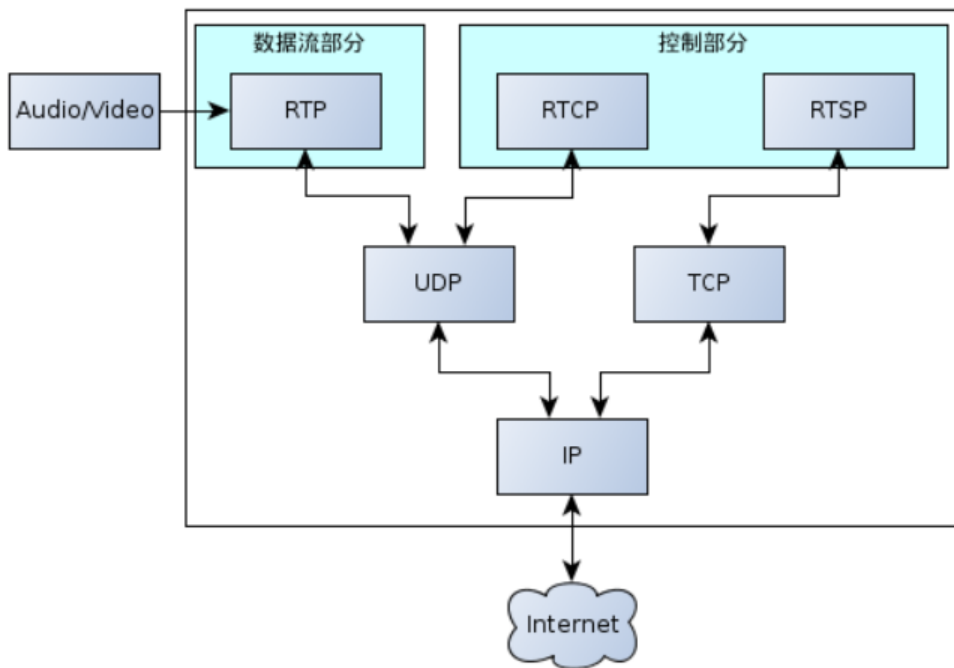 数据流部分
控制部分
Audio/Video
RTP
RTCP
RTSP
UDP
TCP
IP
Internet